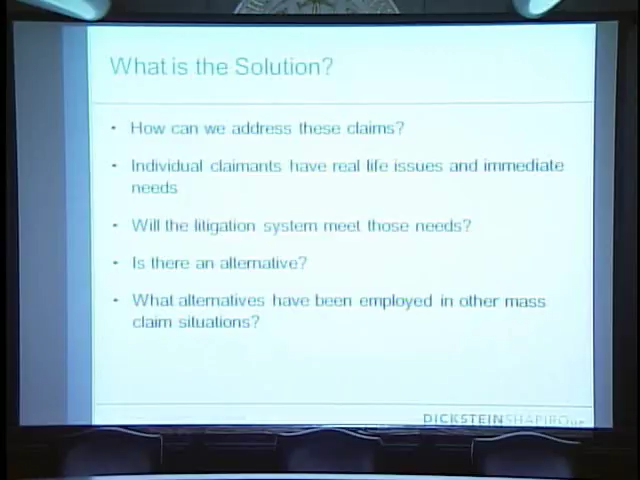 What is the Solution?
• How can we address these claims?
• Individual claimants have real life issues and immediate
needs
• Will the litigation system meet those needs?
• Is there an alternative?
• What alternatives have been employed in other mass
claim situations?
DICKSTEINSHAPIRO LLP